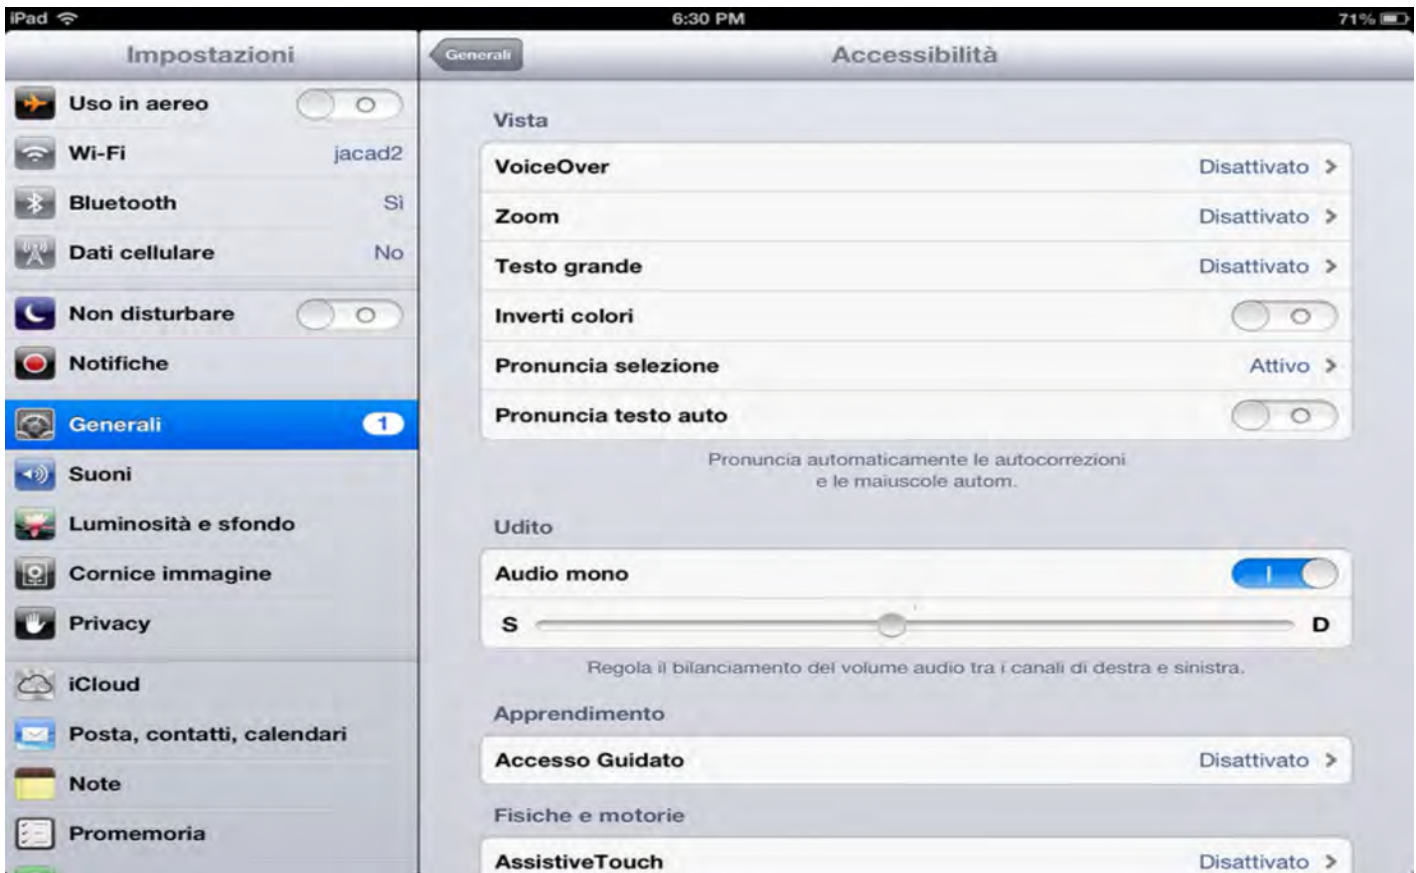 iPad 6:30 PM 71%
Impostazioni
Uso in aereo
Wi-Fi jacad2
Bluetooth Sì
Dati cellulare No
Non disturbare
Notifiche
Generali 1
Suoni
Luminosità e sfondo
Cornice immagine
Privacy
iCloud
Posta, contatti, calendari
Note
Promemoria
Generali Accessibilità
Vista
VoiceOver Disattivato
Zoom Disattivato
Testo grande Disattivato
Inverti colori
Pronuncia selezione Attivo
Pronuncia testo auto
Pronuncia automaticamente le autocorrezioni
e le maiuscole autom.
Udito
Audio mono
S D
Regola il bilanciamento del volume audio tra i canali di destra e sinistra.
Apprendimento
Accesso Guidato Disattivato
Fisiche e motorie
AssistiveTouch Disattivato